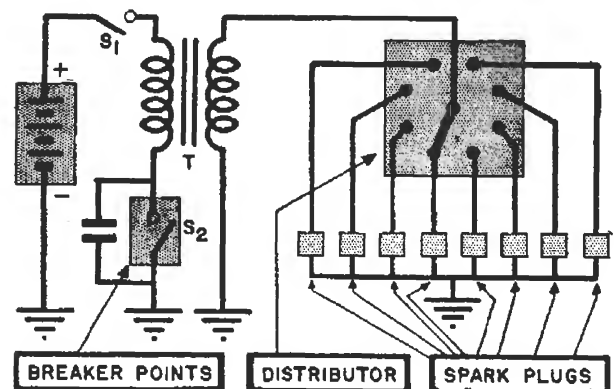 S1
+
-
T
S2
BREAKER POINTS
DISTRIBUTOR
SPARK PLUGS